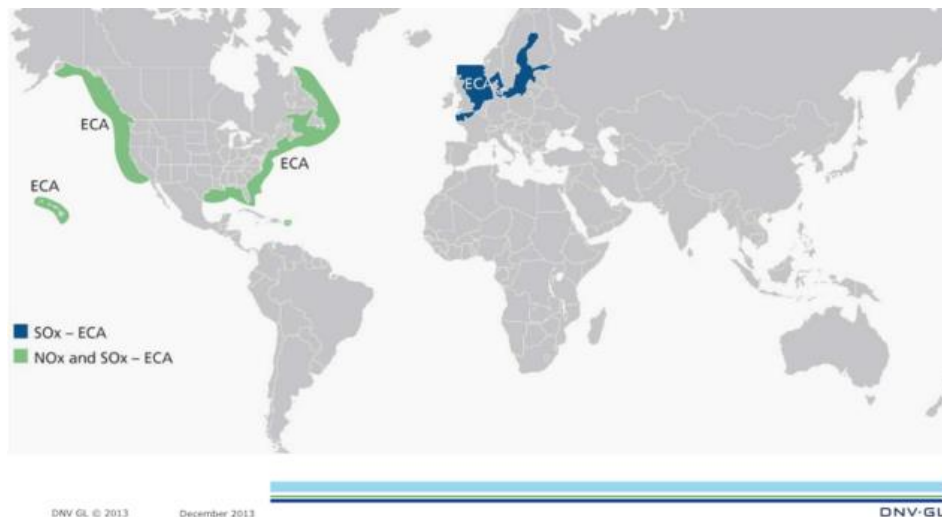 ECA
ECA
ECA
ECA
SOx – ECA
NOx and SOx – ECA
DNV GL © 2013
December 2013
DNV·GL